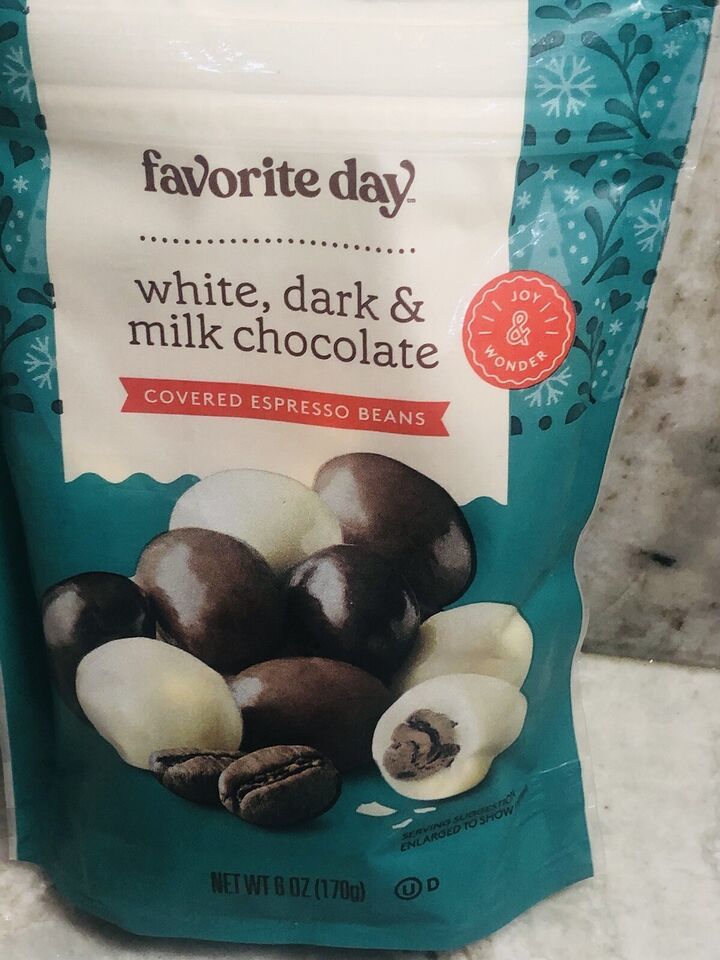 favorite day
white, dark &
milk chocolate
JOY
&
WONDER
COVERED ESPRESSO BEANS
SERVING SUGGESTION
ENLARGED TO SHOW
NET WT 6 OZ (170g)
U D